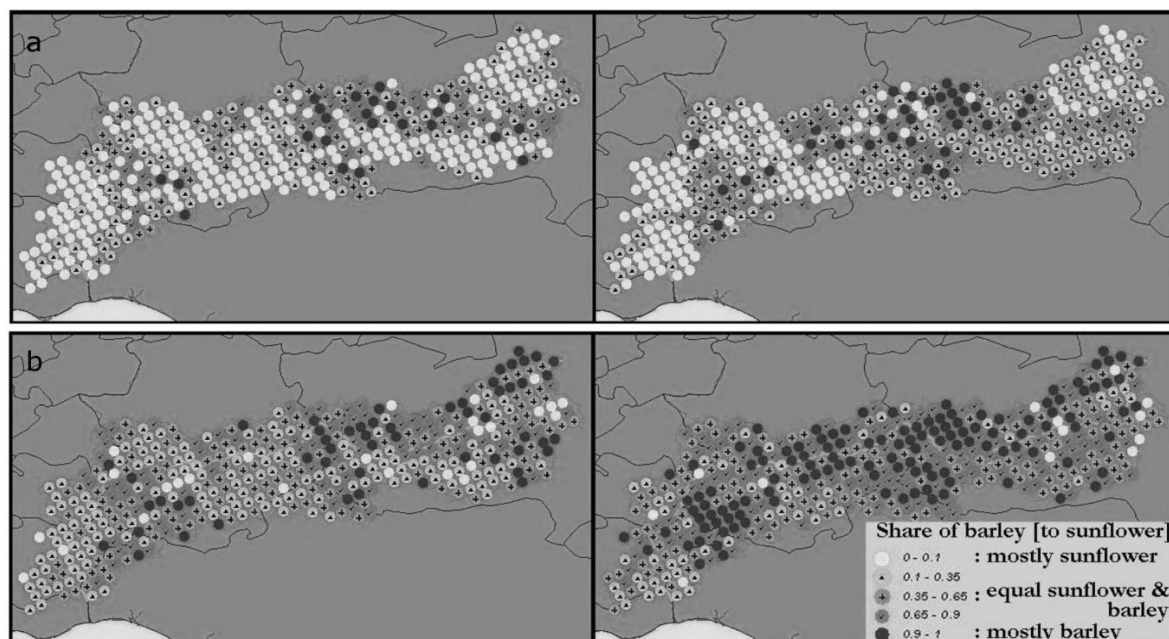 a
b
Share of barley [to sunflower]
0 - 0.1 : mostly sunflower
0.1 - 0.35
0.35 - 0.65 : equal sunflower &
0.65 - 0.9 barley
0.9 - 1 : mostly barley